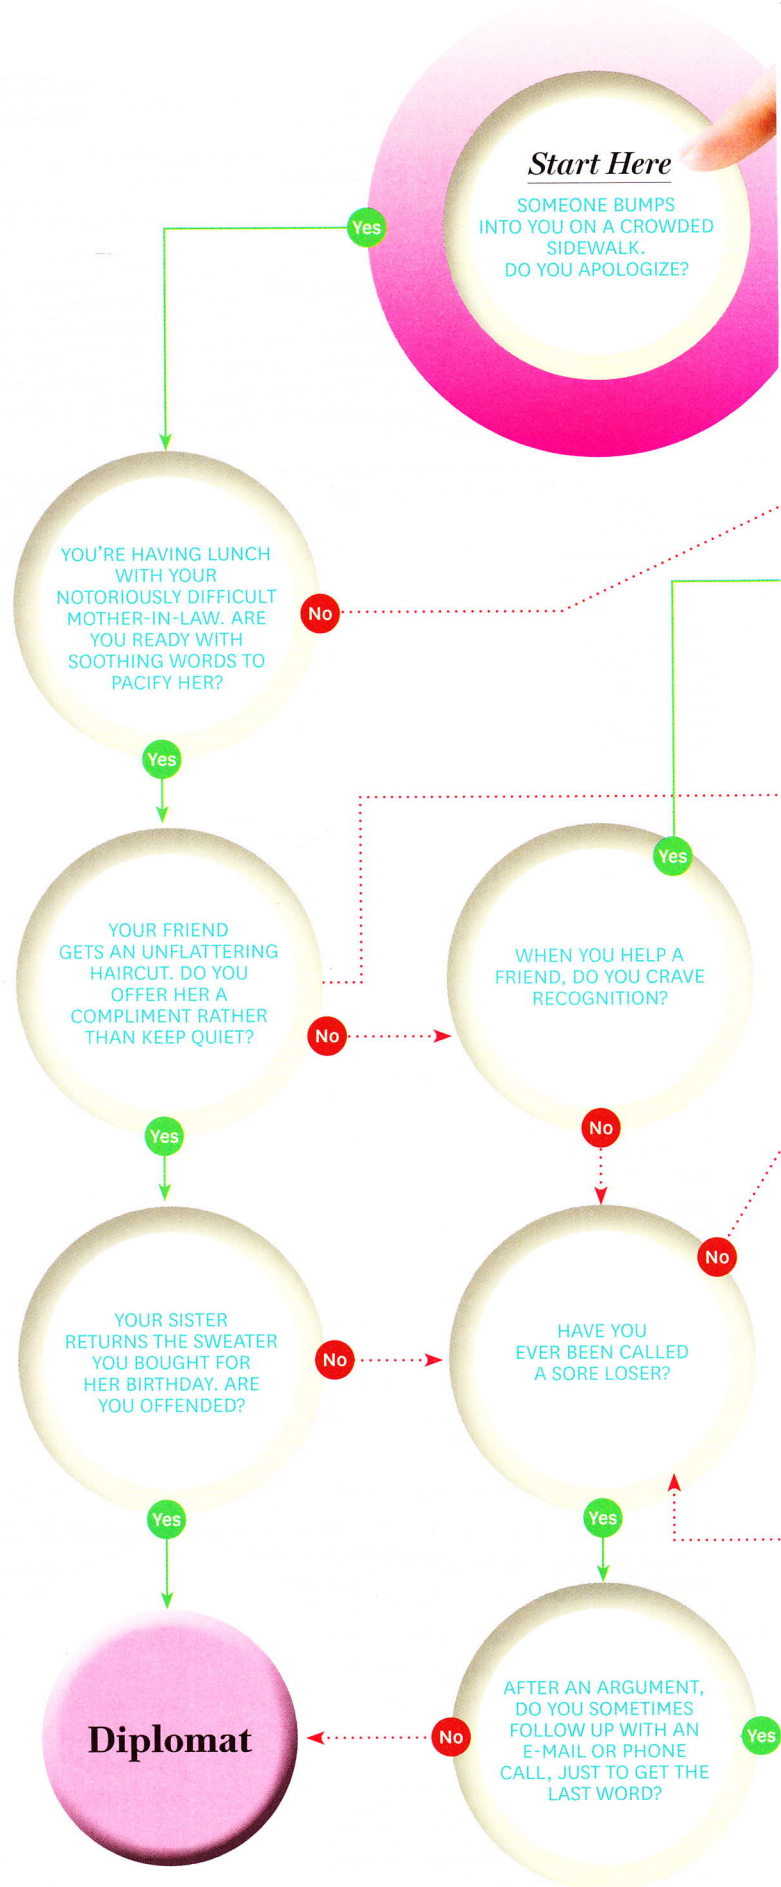 Start Here
SOMEONE BUMPS
INTO YOU ON A CROWDED
SIDEWALK.
DO YOU APOLOGIZE?
Yes
YOU'RE HAVING LUNCH
WITH YOUR
NOTORIOUSLY DIFFICULT
MOTHER-IN-LAW. ARE
YOU READY WITH
SOOTHING WORDS TO
PACIFY HER?
No
Yes
YOUR FRIEND
GETS AN UNFLATTERING
HAIRCUT. DO YOU
OFFER HER A
COMPLIMENT RATHER
THAN KEEP QUIET?
No
Yes
Yes
WHEN YOU HELP A
FRIEND, DO YOU CRAVE
RECOGNITION?
No
YOUR SISTER
RETURNS THE SWEATER
YOU BOUGHT FOR
HER BIRTHDAY. ARE
YOU OFFENDED?
No
Yes
No
HAVE YOU
EVER BEEN CALLED
A SORE LOSER?
Yes
Diplomat
No
AFTER AN ARGUMENT,
DO YOU SOMETIMES
FOLLOW UP WITH AN
E-MAIL OR PHONE
CALL, JUST TO GET THE
LAST WORD?
Yes